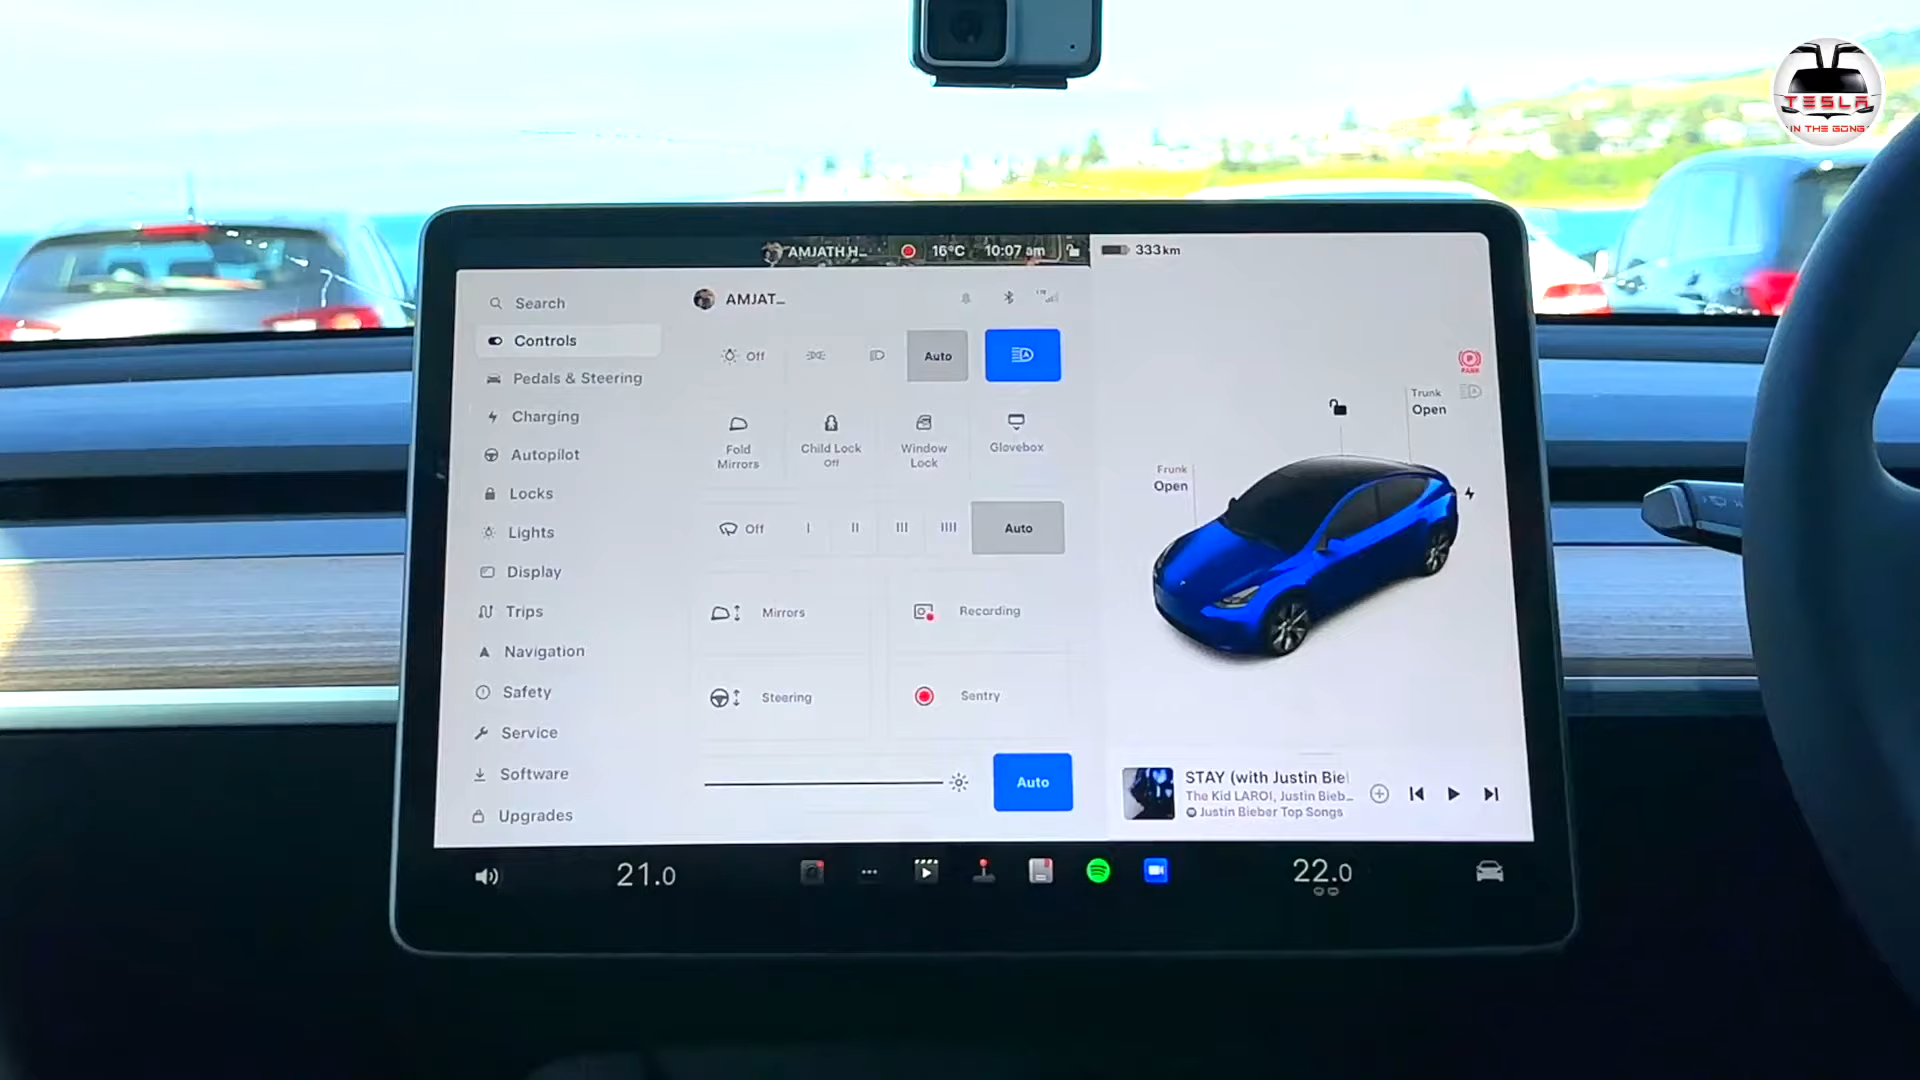 TESLA
IN THE GONG
AMJATH H...
16°C
10:07 am
333km
Search
AMJAT...
Controls
Off
Auto
Pedals & Steering
Charging
Fold
Mirrors
Child Lock
Off
Window
Lock
Glovebox
Autopilot
Locks
Off
I
II
III
IIII
Auto
Lights
Display
Trips
Mirrors
Recording
Navigation
Safety
Steering
Sentry
Service
Software
Auto
Upgrades
PARK
Trunk
Open
Frunk
Open
STAY (with Justin Bie
The Kid LAROI, Justin Bieb...
Justin Bieber Top Songs
21.0
22.0